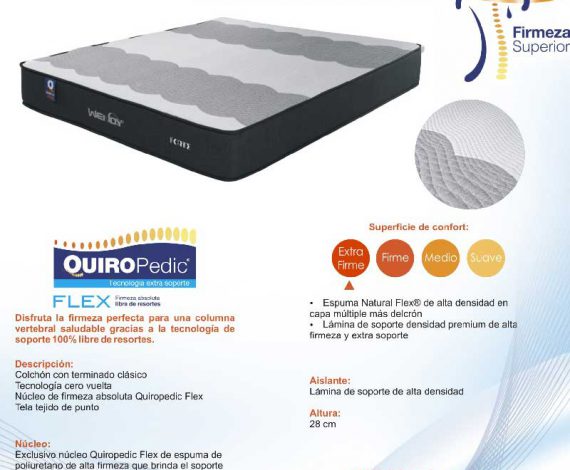 Firmeza
Superior
WENDY
QUIROPedic®
Tecnología extra soporte
FLEX Firmeza absoluta
libre de resortes
Disfruta la firmeza perfecta para una columna
vertebral saludable gracias a la tecnología de
soporte 100% libre de resortes.
Descripción:
Colchón con terminado clásico
Tecnología cero vuelta
Núcleo de firmeza absoluta Quiropedic Flex
Tela tejido de punto
Núcleo:
Exclusivo núcleo Quiropedic Flex de espuma de
poliuretano de alta firmeza que brinda el soporte
Superficie de confort:
Extra
Firme
Firme
Medio
Suave
• Espuma Natural Flex® de alta densidad en
capa múltiple más delcrón
• Lámina de soporte densidad premium de alta
firmeza y extra soporte
Aislante:
Lámina de soporte de alta densidad
Altura:
28 cm